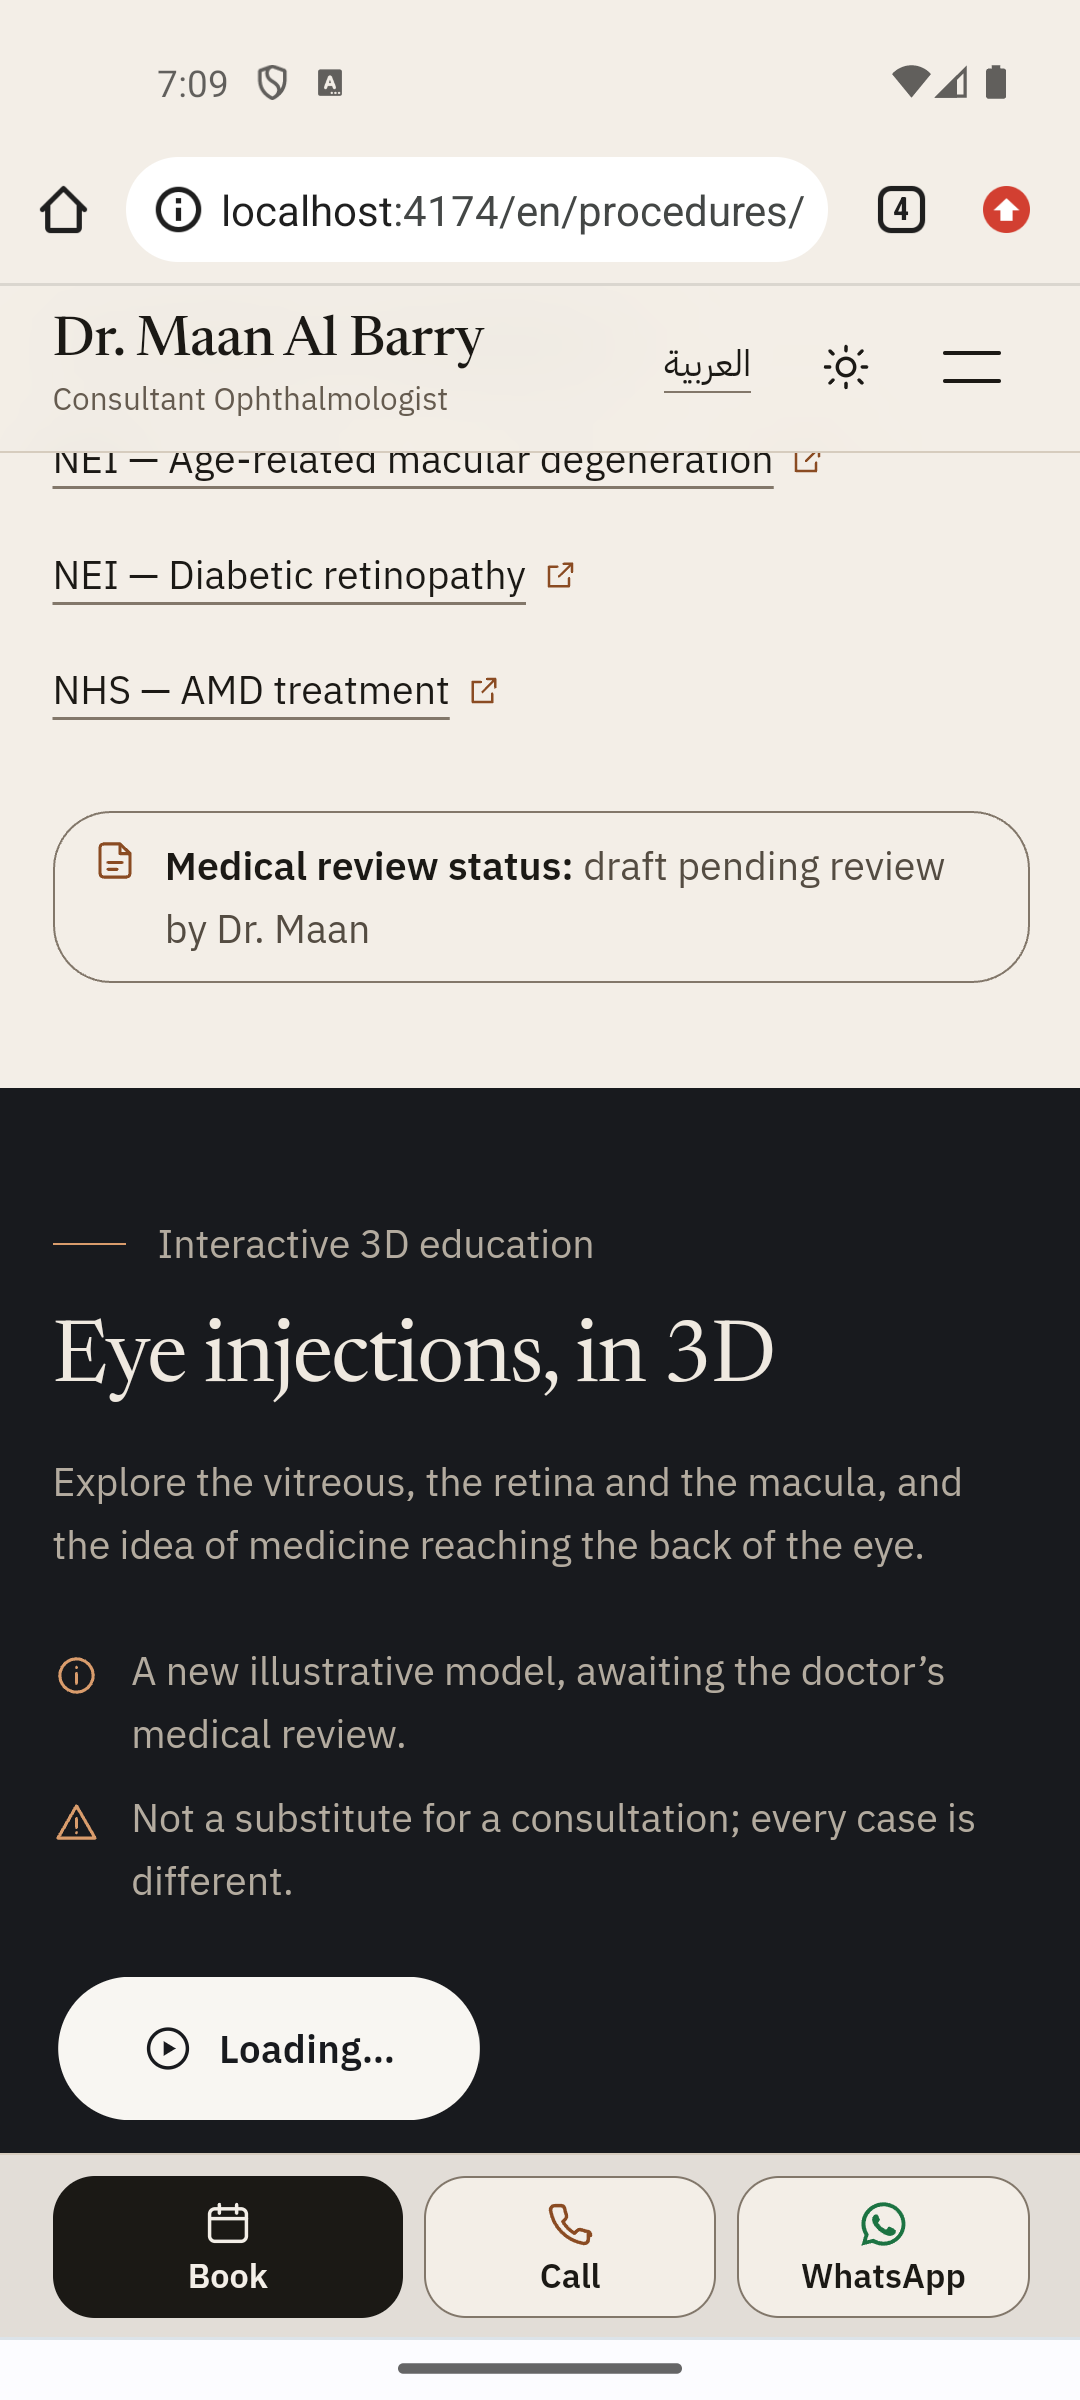 7:09
localhost:4174/en/procedures/
4
Dr. Maan Al Barry
Consultant Ophthalmologist
العربية
NEI — Age-related macular degeneration
NEI — Diabetic retinopathy
NHS — AMD treatment
Medical review status: draft pending review
by Dr. Maan
Interactive 3D education
Eye injections, in 3D
Explore the vitreous, the retina and the macula, and
the idea of medicine reaching the back of the eye.
A new illustrative model, awaiting the doctor’s
medical review.
Not a substitute for a consultation; every case is
different.
Loading...
Book
Call
WhatsApp